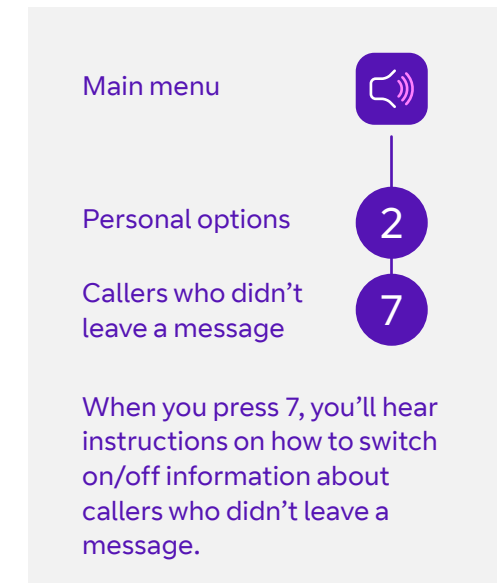 Main menu
Personal options
2
Callers who didn’t
leave a message
7
When you press 7, you’ll hear
instructions on how to switch
on/off information about
callers who didn’t leave a
message.